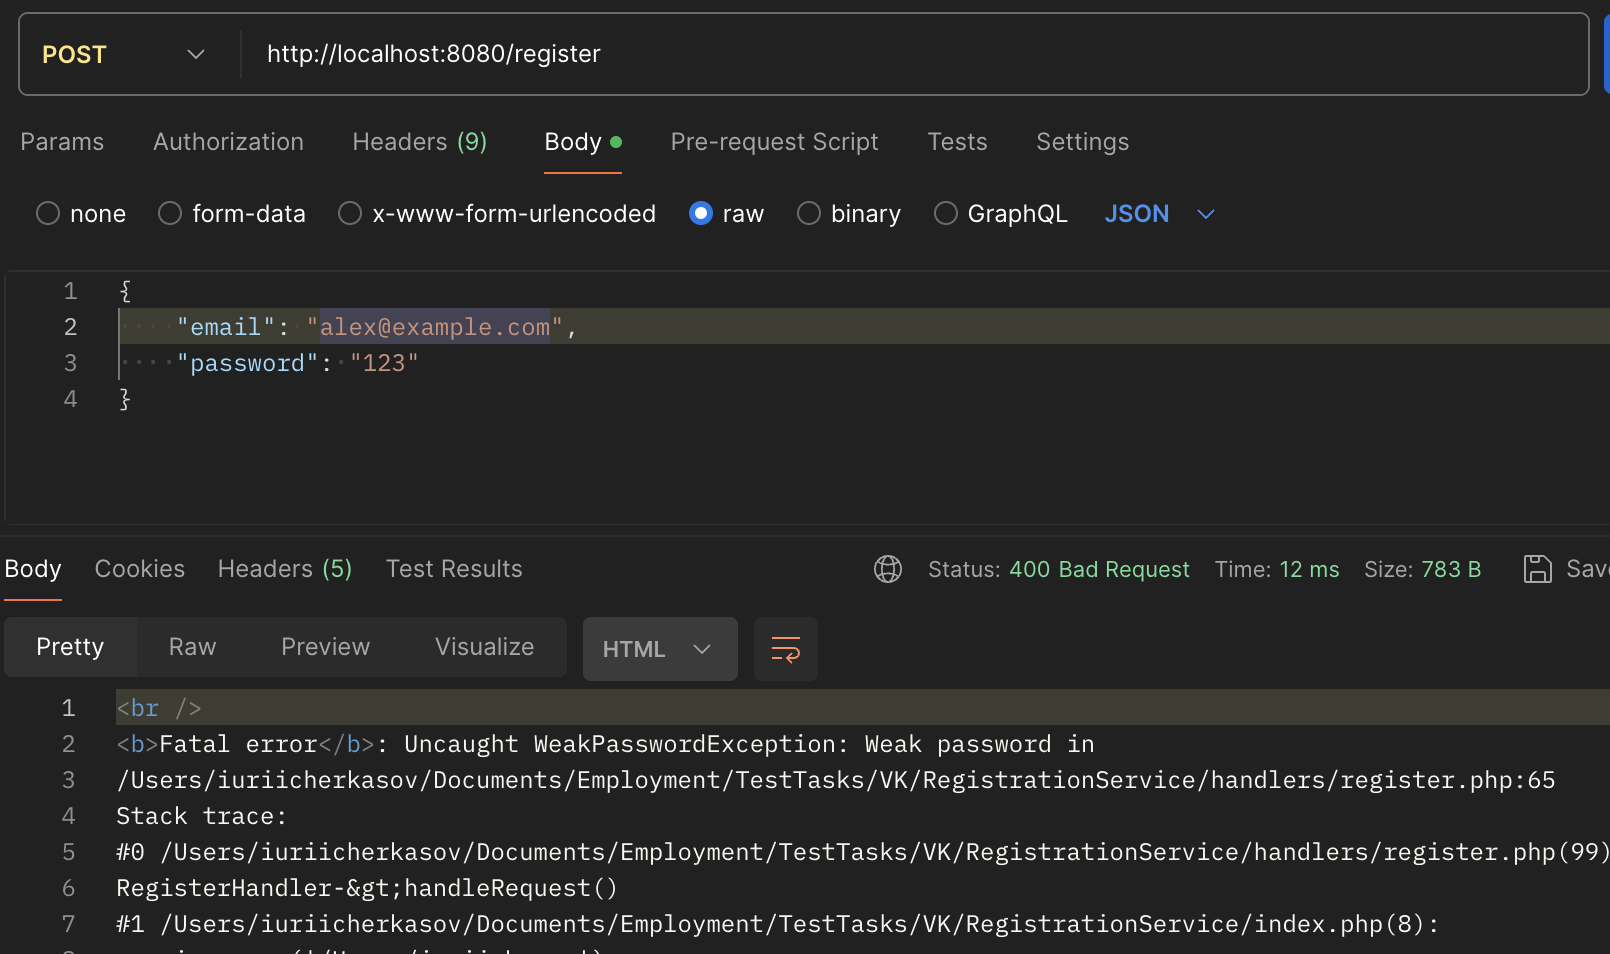 POST http://localhost:8080/register
Params Authorization Headers (9) Body Pre-request Script Tests Settings
none form-data x-www-form-urlencoded raw binary GraphQL JSON
1 {
2 "email": "alex@example.com",
3 "password": "123"
4 }
Body Cookies Headers (5) Test Results Status: 400 Bad Request Time: 12 ms Size: 783 B
Pretty Raw Preview Visualize HTML
1 <br />
2 <b>Fatal error</b>: Uncaught WeakPasswordException: Weak password in
3 /Users/iuriicherkasov/Documents/Employment/TestTasks/VK/RegistrationService/handlers/register.php:65
4 Stack trace:
5 #0 /Users/iuriicherkasov/Documents/Employment/TestTasks/VK/RegistrationService/handlers/register.php(99)
6 RegisterHandler-&gt;handleRequest()
7 #1 /Users/iuriicherkasov/Documents/Employment/TestTasks/VK/RegistrationService/index.php(8):